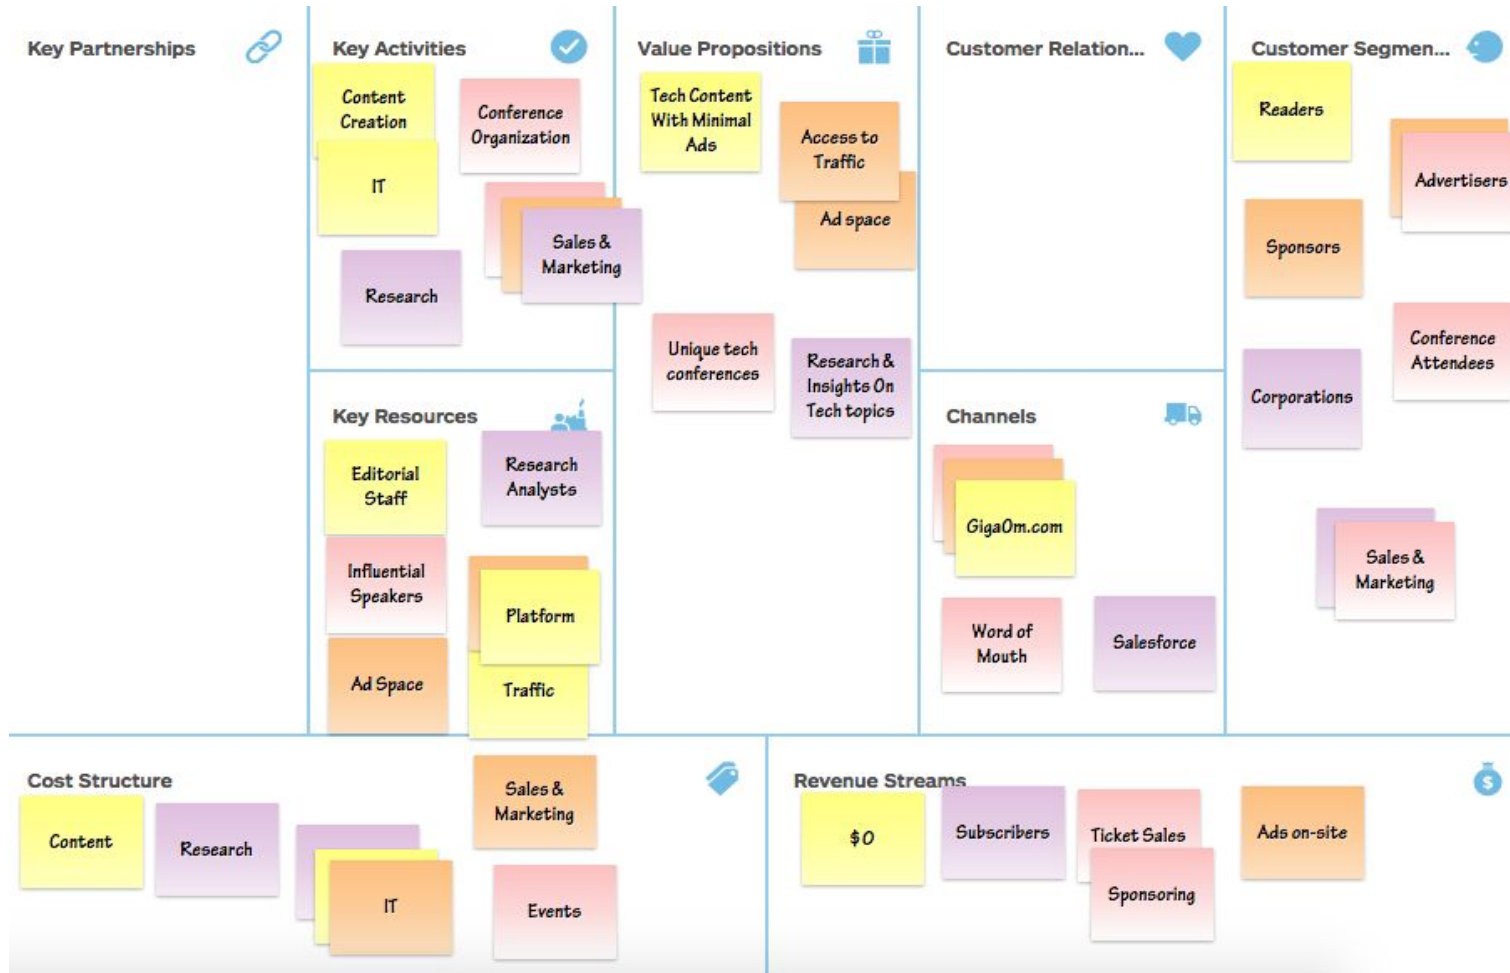 Key Partnerships
Key Activities
Content
Creation
Conference
Organization
IT
Sales &
Marketing
Research
Value Propositions
Tech Content
With Minimal
Ads
Access to
Traffic
Ad space
Unique tech
conferences
Research &
Insights On
Tech topics
Customer Relation...
Customer Segmen...
Readers
Advertisers
Sponsors
Conference
Attendees
Corporations
Sales &
Marketing
Key Resources
Editorial
Staff
Research
Analysts
Influential
Speakers
Platform
Ad Space
Traffic
Channels
GigaOm.com
Word of
Mouth
Salesforce
Cost Structure
Content
Research
IT
Sales &
Marketing
Events
Revenue Streams
$0
Subscribers
Ticket Sales
Sponsoring
Ads on-site
$